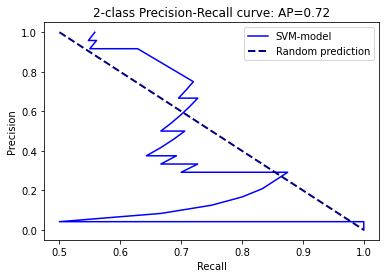 2-class Precision-Recall curve: AP=0.72
SVM-model
Random prediction
Precision
1.0
0.8
0.6
0.4
0.2
0.0
0.5
0.6
0.7
0.8
0.9
1.0
Recall